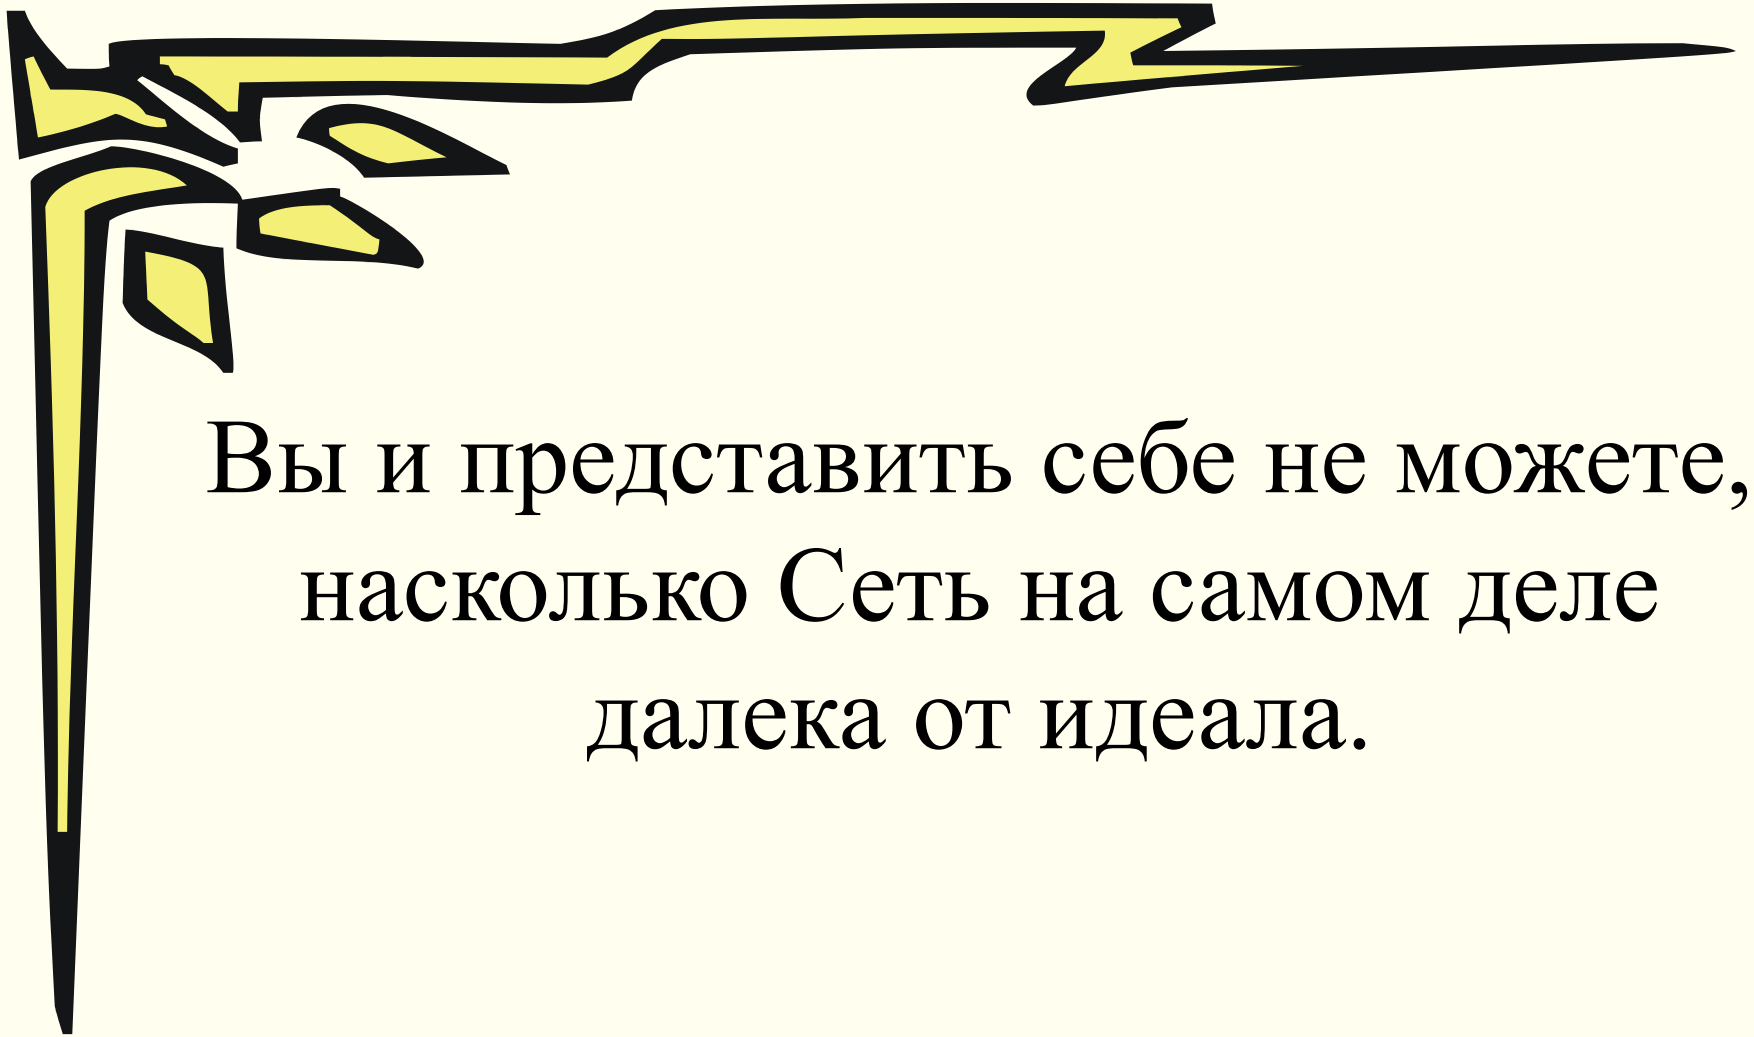 Вы и представить себе не можете,
насколько Сеть на самом деле
далека от идеала.